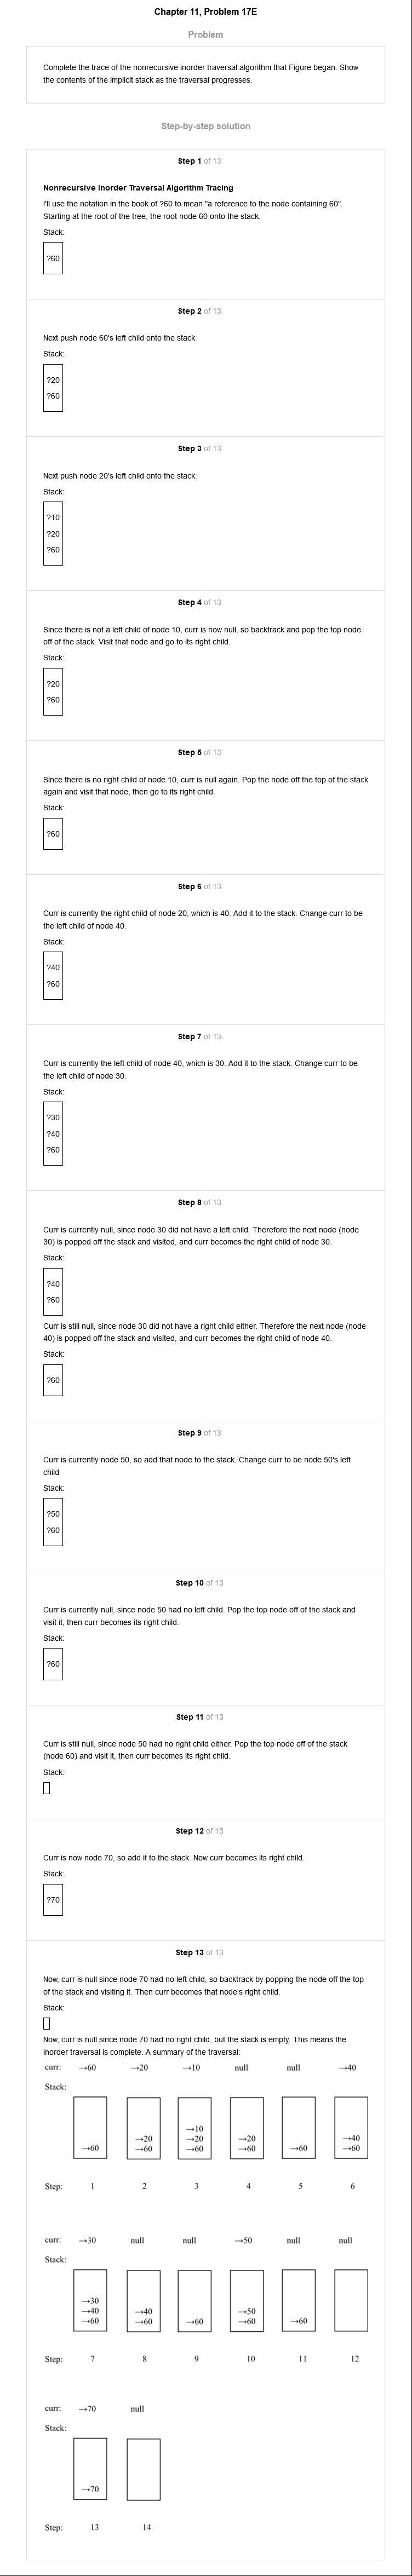 Chapter 11, Problem 17E
Problem
Complete the trace of the nonrecursive inorder traversal algorithm that Figure began. Show
the contents of the implicit stack as the traversal progresses.
Step-by-step solution
Step 1 of 13
Nonrecursive Inorder Traversal Algorithm Tracing
I'll use the notation in the book of ?60 to mean "a reference to the node containing 60".
Starting at the root of the tree, the root node 60 onto the stack.
Stack:
?60
Step 2 of 13
Next push node 60's left child onto the stack.
Stack:
?20
?60
Step 3 of 13
Next push node 20's left child onto the stack.
Stack:
?10
?20
?60
Step 4 of 13
Since there is not a left child of node 10, curr is now null, so backtrack and pop the top node
off of the stack. Visit that node and go to its right child.
Stack:
?20
?60
Step 5 of 13
Since there is no right child of node 10, curr is null again. Pop the node off the top of the stack
again and visit that node, then go to its right child.
Stack:
?60
Step 6 of 13
Curr is currently the right child of node 20, which is 40. Add it to the stack. Change curr to be
the left child of node 40.
Stack:
?40
?60
Step 7 of 13
Curr is currently the left child of node 40, which is 30. Add it to the stack. Change curr to be
the left child of node 30.
Stack:
?30
?40
?60
Step 8 of 13
Curr is currently null, since node 30 did not have a left child. Therefore the next node (node
30) is popped off the stack and visited, and curr becomes the right child of node 30.
Stack:
?40
?60
Curr is still null, since node 30 did not have a right child either. Therefore the next node (node
40) is popped off the stack and visited, and curr becomes the right child of node 40.
Stack:
?60
Step 9 of 13
Curr is currently node 50, so add that node to the stack. Change curr to be node 50's left
child
Stack:
?50
?60
Step 10 of 13
Curr is currently null, since node 50 had no left child. Pop the top node off of the stack and
visit it, then curr becomes its right child.
Stack:
?60
Step 11 of 13
Curr is still null, since node 50 had no right child either. Pop the top node off of the stack
(node 60) and visit it, then curr becomes its right child.
Stack:
Step 12 of 13
Curr is now node 70, so add it to the stack. Now curr becomes its right child.
Stack:
?70
Step 13 of 13
Now, curr is null since node 70 had no left child, so backtrack by popping the node off the top
of the stack and visiting it. Then curr becomes that node's right child.
Stack:
Now, curr is null since node 70 had no right child, but the stack is empty. This means the
inorder traversal is complete. A summary of the traversal:
curr: →60 →20 →10 null null →40
Stack:
→10
→20 →20 →20 →40
→60 →60 →60 →60 →60 →60
Step: 1 2 3 4 5 6
curr: →30 null null →50 null null
Stack:
→30
→40 →40 →50
→60 →60 →60 →60 →60
Step: 7 8 9 10 11 12
curr: →70 null
Stack:
→70
Step: 13 14